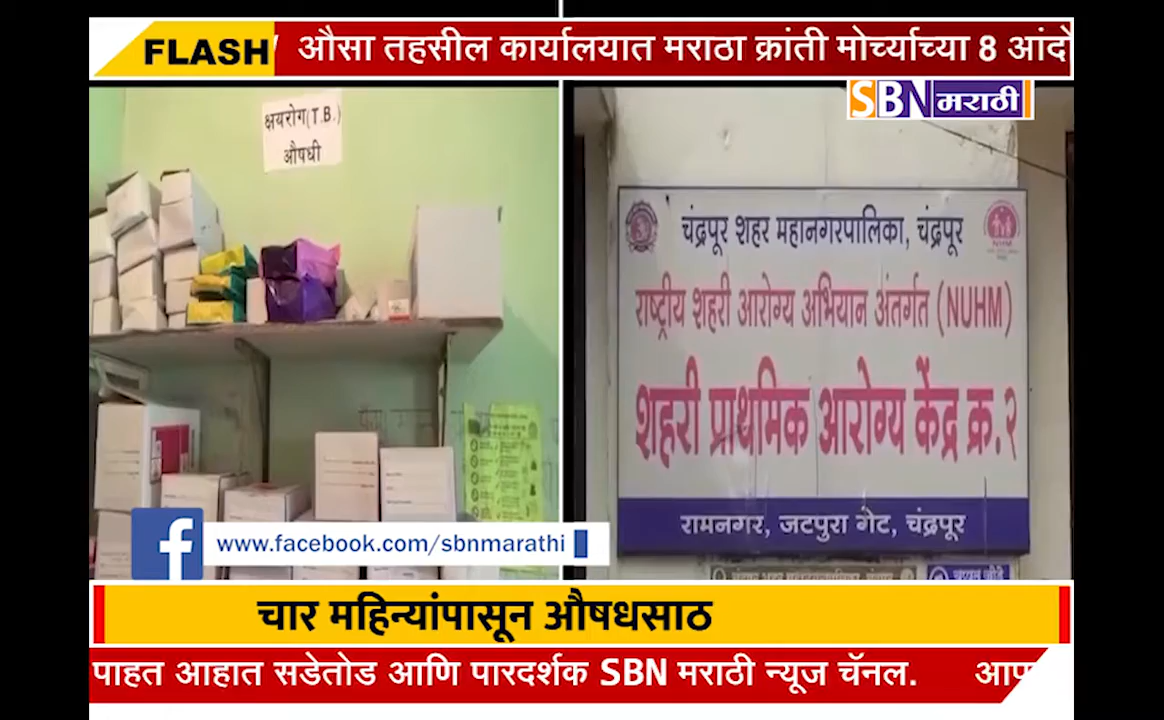 FLASH औसा तहसील कार्यालयात मराठा क्रांती मोर्च्याच्या 8
SBN मराठी
क्षयरोग(T.B.)
औषधी
चंद्रपूर शहर महानगरपालिका, चंद्रपूर
NHM
राष्ट्रीय शहरी आरोग्य अभियान अंतर्गत (NUHM)
शहरी प्राथमिक आरोग्य केंद्र क्र.२
रामनगर, जटपुरा गेट, चंद्रपूर
www.facebook.com/sbnmarathi
चार महिन्यांपासून औषधसाठ
पाहत आहात सडेतोड आणि पारदर्शक SBN मराठी न्यूज चॅनल.